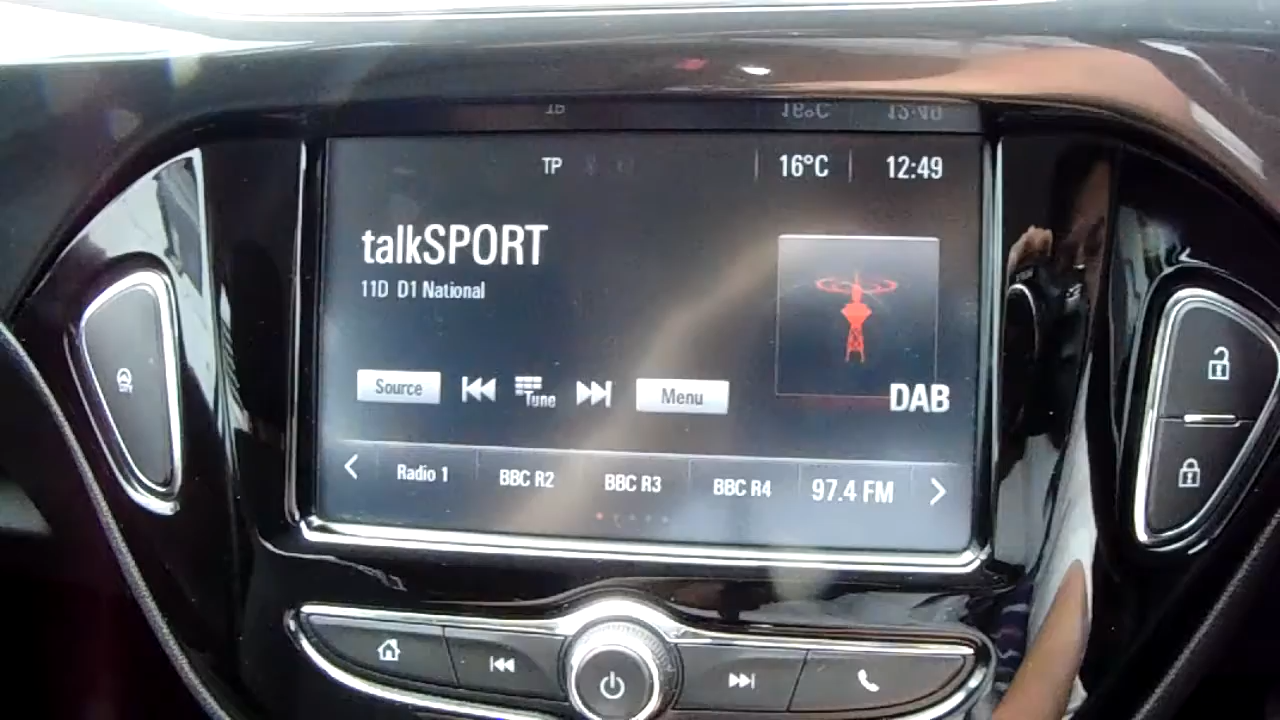 TP 16°C 12:49
talkSPORT
11D D1 National
Source Tune Menu
DAB
Radio 1 BBC R2 BBC R3 BBC R4 97.4 FM